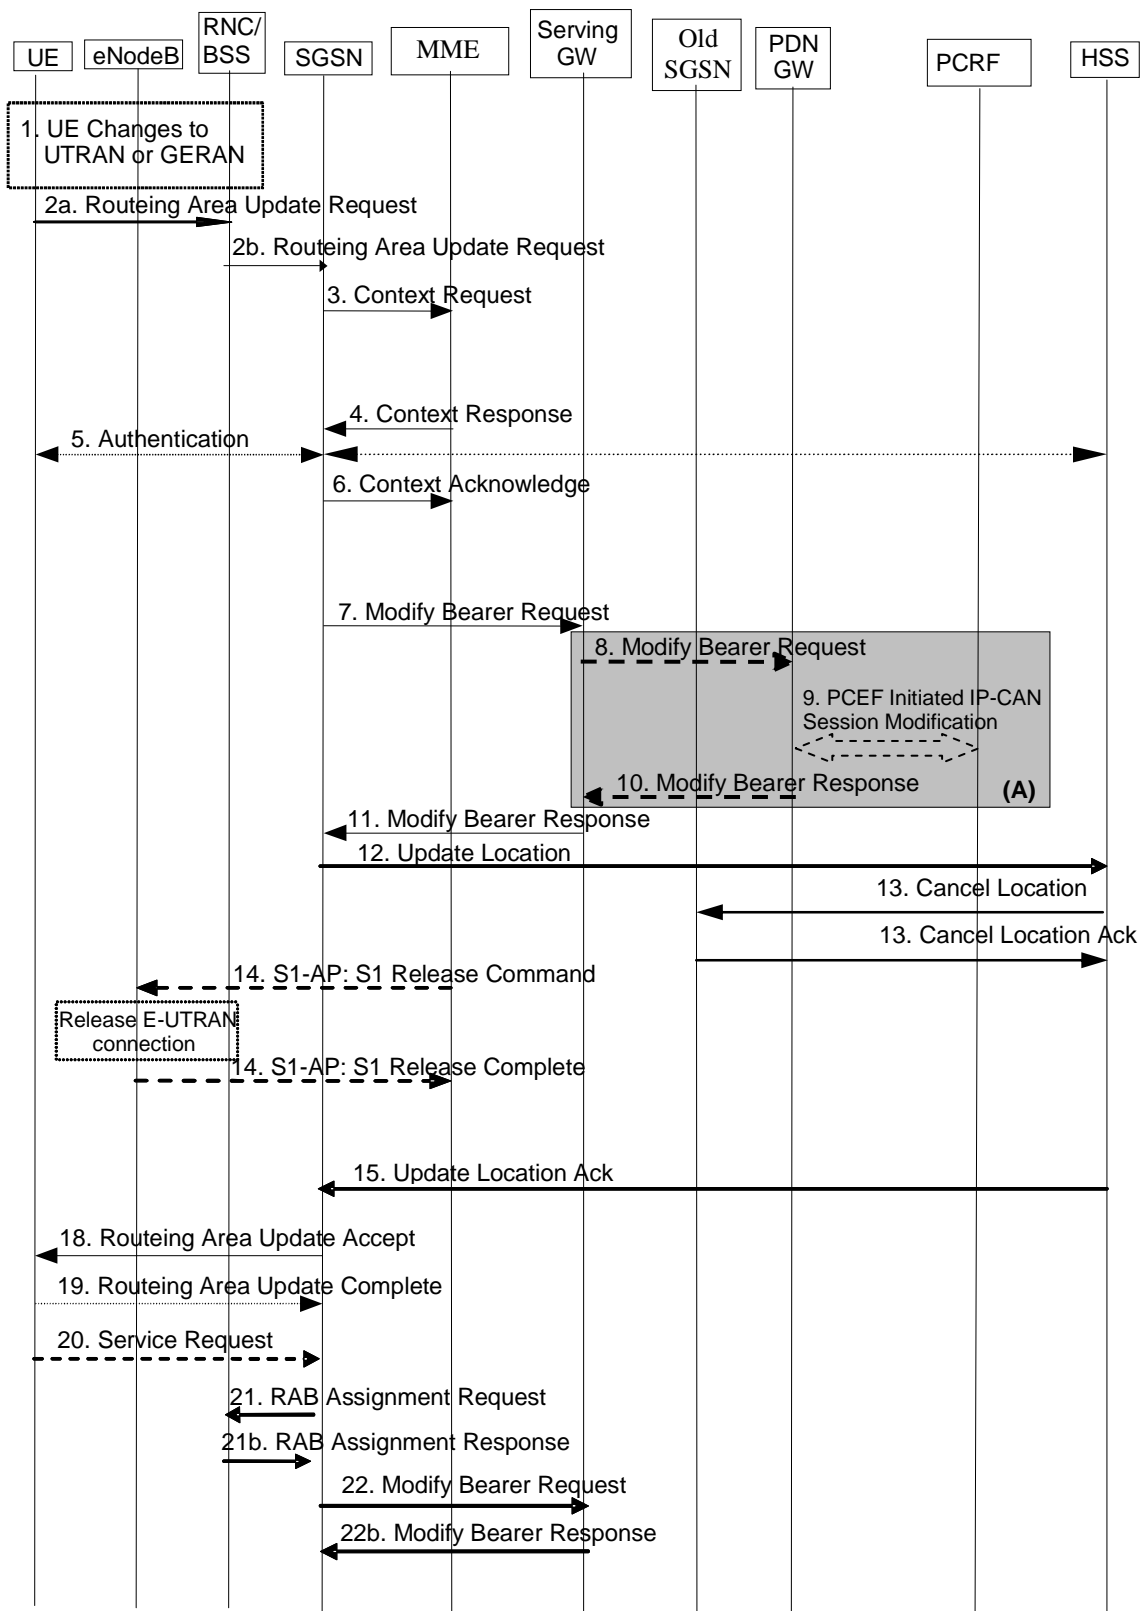 UE
eNodeB
RNC/
BSS
SGSN
MME
Serving
GW
Old
SGSN
PDN
GW
PCRF
HSS
1. UE Changes to
UTRAN or GERAN
2a. Routeing Area Update Request
2b. Routeing Area Update Request
3. Context Request
4. Context Response
5. Authentication
6. Context Acknowledge
7. Modify Bearer Request
8. Modify Bearer Request
9. PCEF Initiated IP-CAN
Session Modification
10. Modify Bearer Response
(A)
11. Modify Bearer Response
12. Update Location
13. Cancel Location
13. Cancel Location Ack
14. S1-AP: S1 Release Command
Release E-UTRAN
connection
14. S1-AP: S1 Release Complete
15. Update Location Ack
18. Routeing Area Update Accept
19. Routeing Area Update Complete
20. Service Request
21. RAB Assignment Request
21b. RAB Assignment Response
22. Modify Bearer Request
22b. Modify Bearer Response